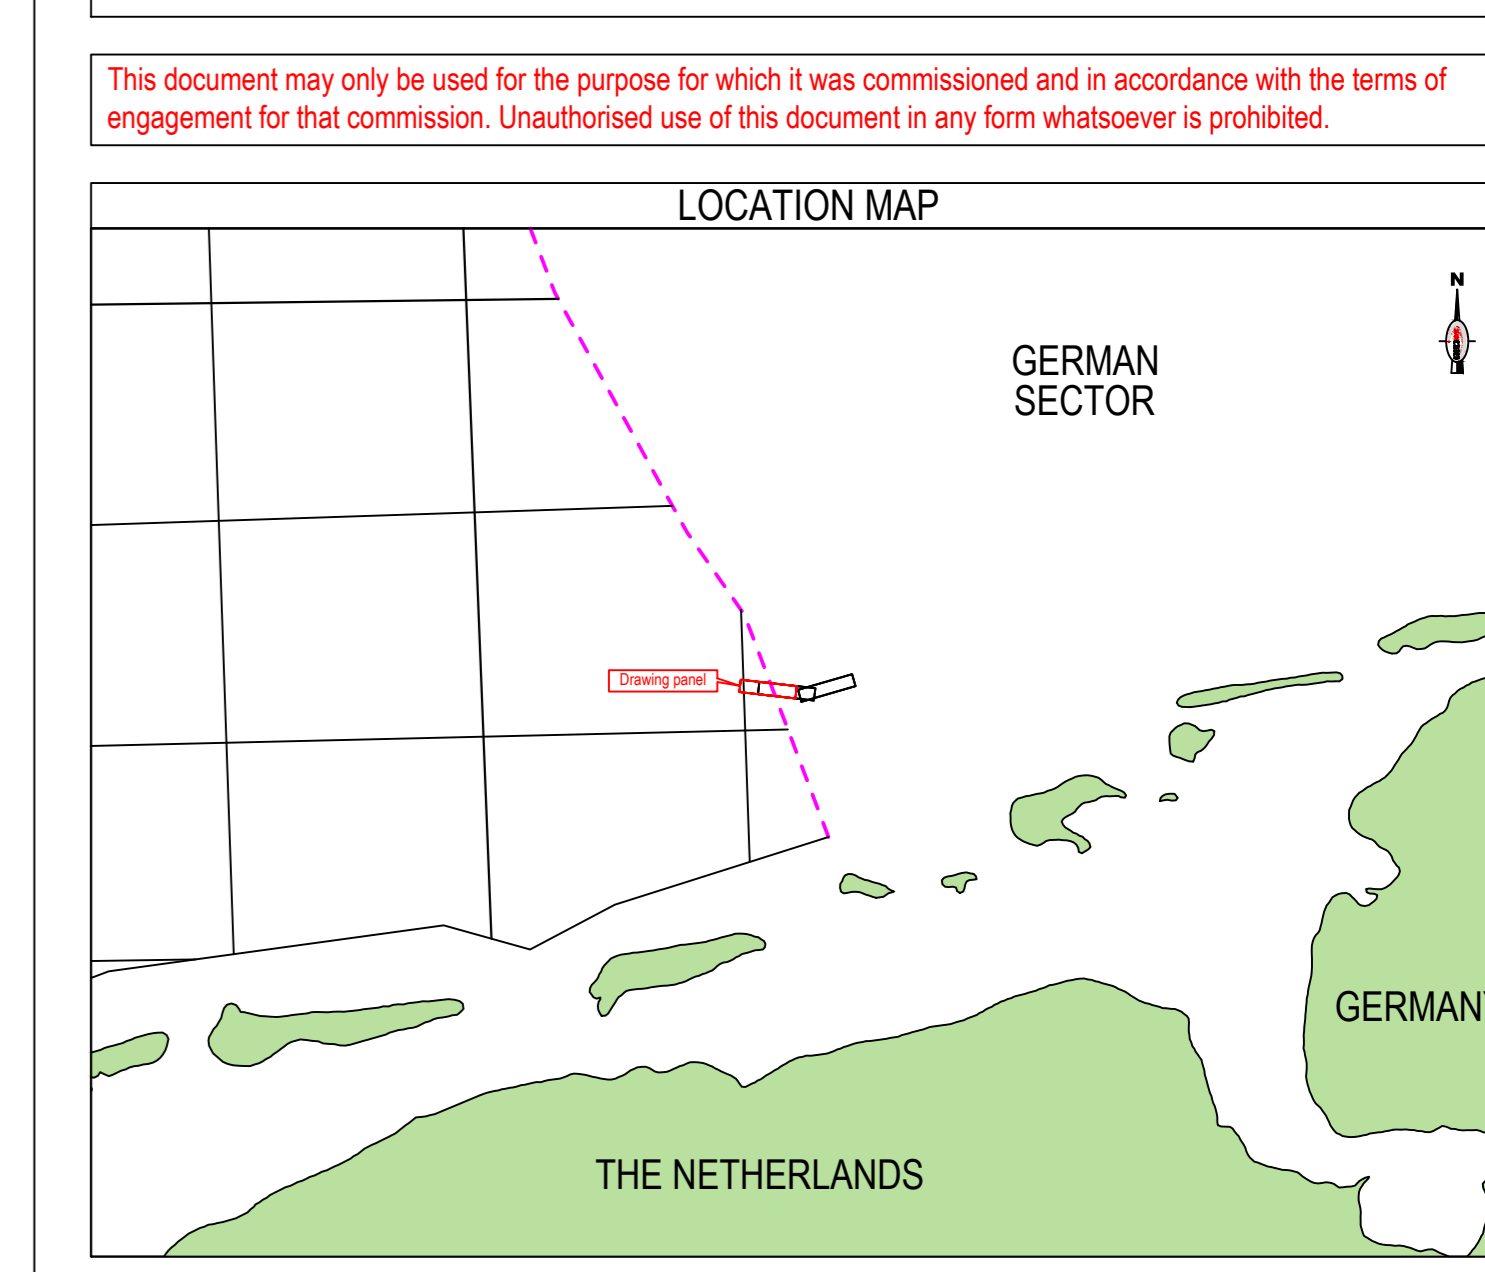 This document may only be used for the purpose for which it was commissioned and in accordance with the terms of
engagement for that commission. Unauthorised use of this document in any form whatsoever is prohibited.
LOCATION MAP
N
GERMAN
SECTOR
Drawing panel
GERMANY
THE NETHERLANDS